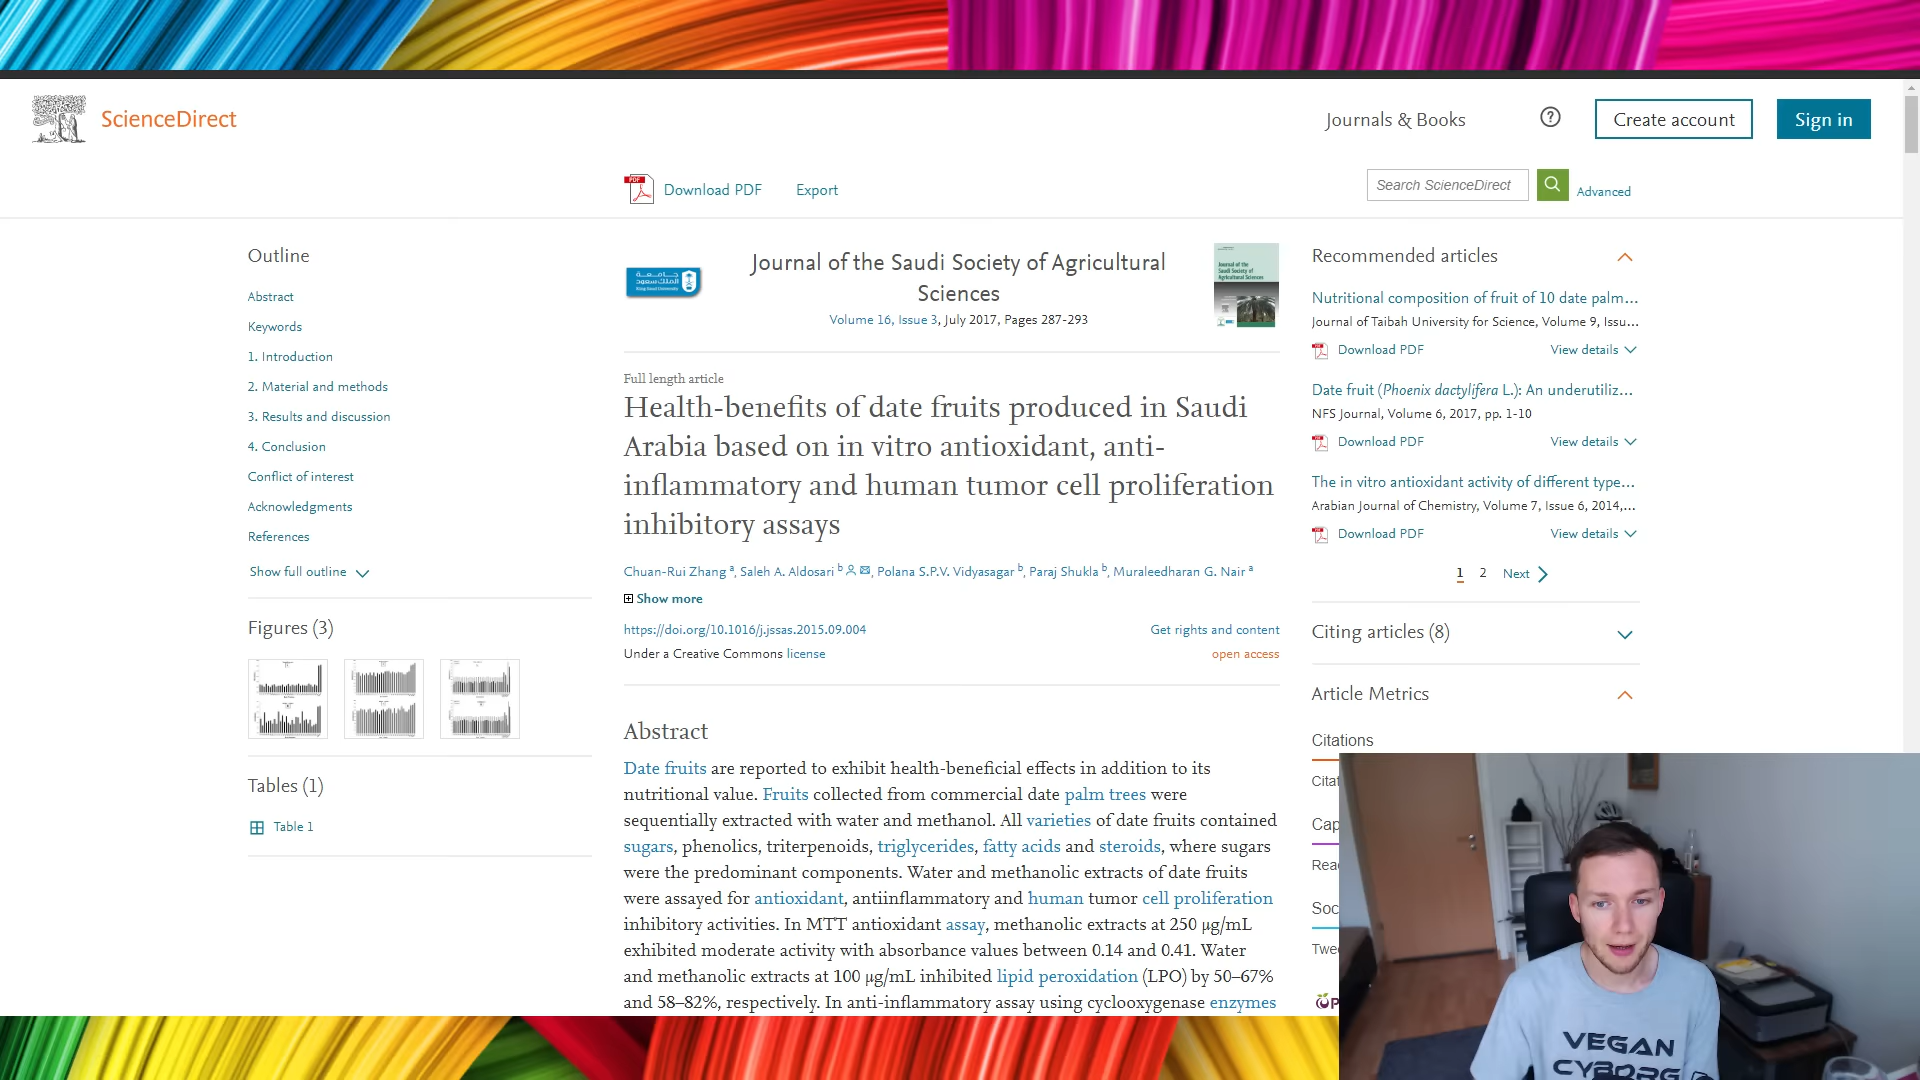 ScienceDirect
Journals & Books
Create account
Sign in
Download PDF
Export
Search ScienceDirect
Advanced
Outline
Abstract
Keywords
1. Introduction
2. Material and methods
3. Results and discussion
4. Conclusion
Conflict of interest
Acknowledgments
References
Show full outline
Figures (3)
Tables (1)
Table 1
Journal of the Saudi Society of Agricultural
Sciences
Volume 16, Issue 3, July 2017, Pages 287-293
Full length article
Health-benefits of date fruits produced in Saudi
Arabia based on in vitro antioxidant, anti-
inflammatory and human tumor cell proliferation
inhibitory assays
Chuan-Rui Zhang a, Saleh A. Aldosari b, Polana S.P.V. Vidyasagar b, Paraj Shukla b, Muraleedharan G. Nair a
Show more
https://doi.org/10.1016/j.jssas.2015.09.004
Get rights and content
Under a Creative Commons license
open access
Abstract
Date fruits are reported to exhibit health-beneficial effects in addition to its
nutritional value. Fruits collected from commercial date palm trees were
sequentially extracted with water and methanol. All varieties of date fruits contained
sugars, phenolics, triterpenoids, triglycerides, fatty acids and steroids, where sugars
were the predominant components. Water and methanolic extracts of date fruits
were assayed for antioxidant, antiinflammatory and human tumor cell proliferation
inhibitory activities. In MTT antioxidant assay, methanolic extracts at 250 µg/mL
exhibited moderate activity with absorbance values between 0.14 and 0.41. Water
and methanolic extracts at 100 µg/mL inhibited lipid peroxidation (LPO) by 50–67%
and 58–82%, respectively. In anti-inflammatory assay using cyclooxygenase enzymes
Recommended articles
Nutritional composition of fruit of 10 date palm...
Journal of Taibah University for Science, Volume 9, Issu...
Download PDF
View details
Date fruit (Phoenix dactylifera L.): An underutiliz...
NFS Journal, Volume 6, 2017, pp. 1-10
Download PDF
View details
The in vitro antioxidant activity of different type...
Arabian Journal of Chemistry, Volume 7, Issue 6, 2014,...
Download PDF
View details
1 2 Next
Citing articles (8)
Article Metrics
Citations
VEGAN
CYBORG